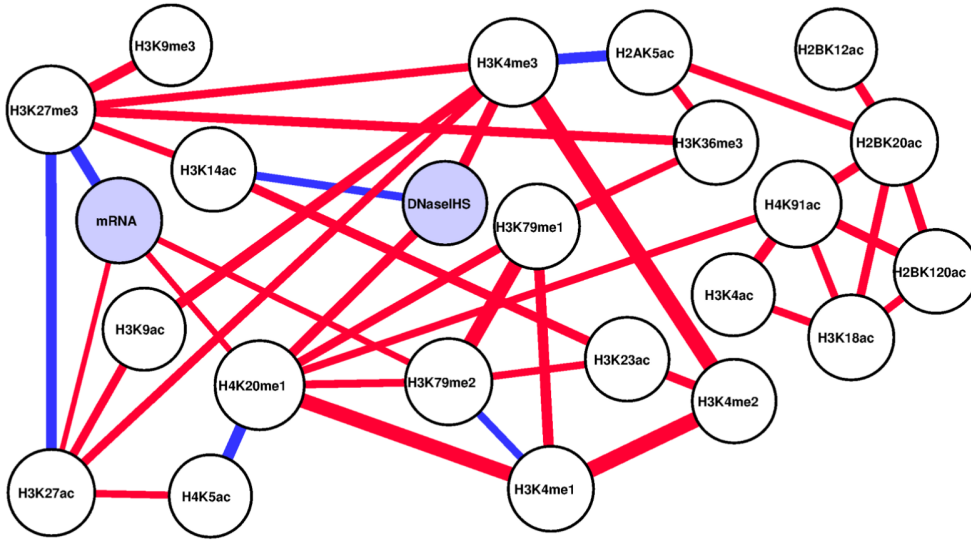 H3K9me3
H3K4me3
H2AK5ac
H2BK12ac
H3K27me3
H3K36me3
H2BK20ac
H3K14ac
mRNA
DNaseIHS
H3K79me1
H4K91ac
H2BK120ac
H3K4ac
H3K9ac
H3K18ac
H3K23ac
H4K20me1
H3K79me2
H3K4me2
H3K27ac
H4K5ac
H3K4me1